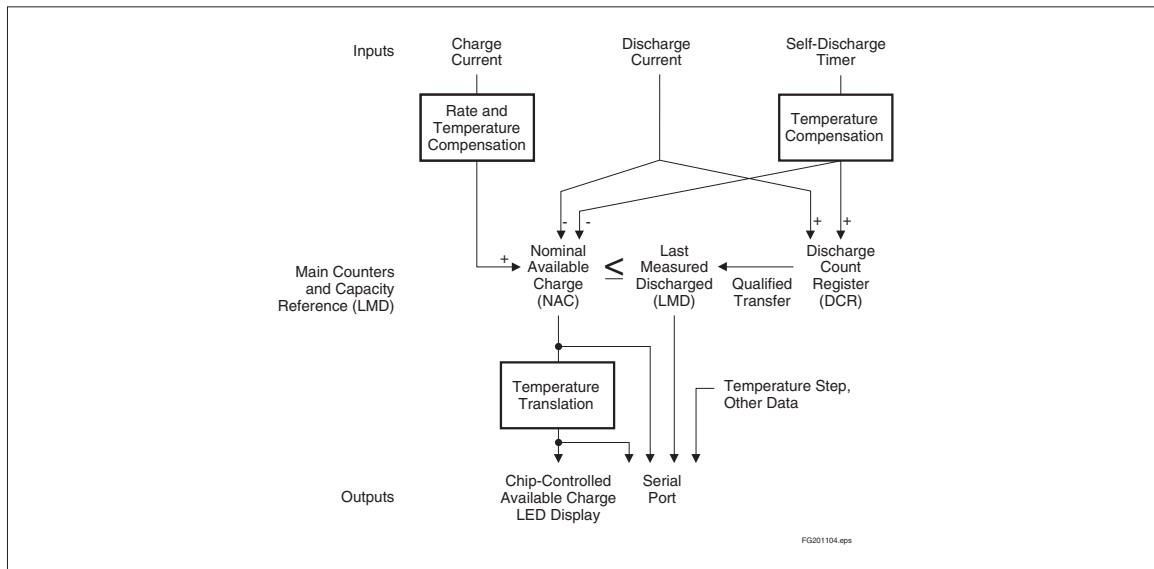 Inputs
Charge
Current
Discharge
Current
Self-Discharge
Timer
Rate and
Temperature
Compensation
Temperature
Compensation
- -
+ +
+
Main Counters
and Capacity
Reference (LMD)
Nominal
Available
Charge
(NAC)
≤
Last
Measured
Discharged
(LMD)
Qualified
Transfer
Discharge
Count
Register
(DCR)
Temperature
Translation
Temperature Step,
Other Data
Outputs
Chip-Controlled
Available Charge
LED Display
Serial
Port
FG201104.eps